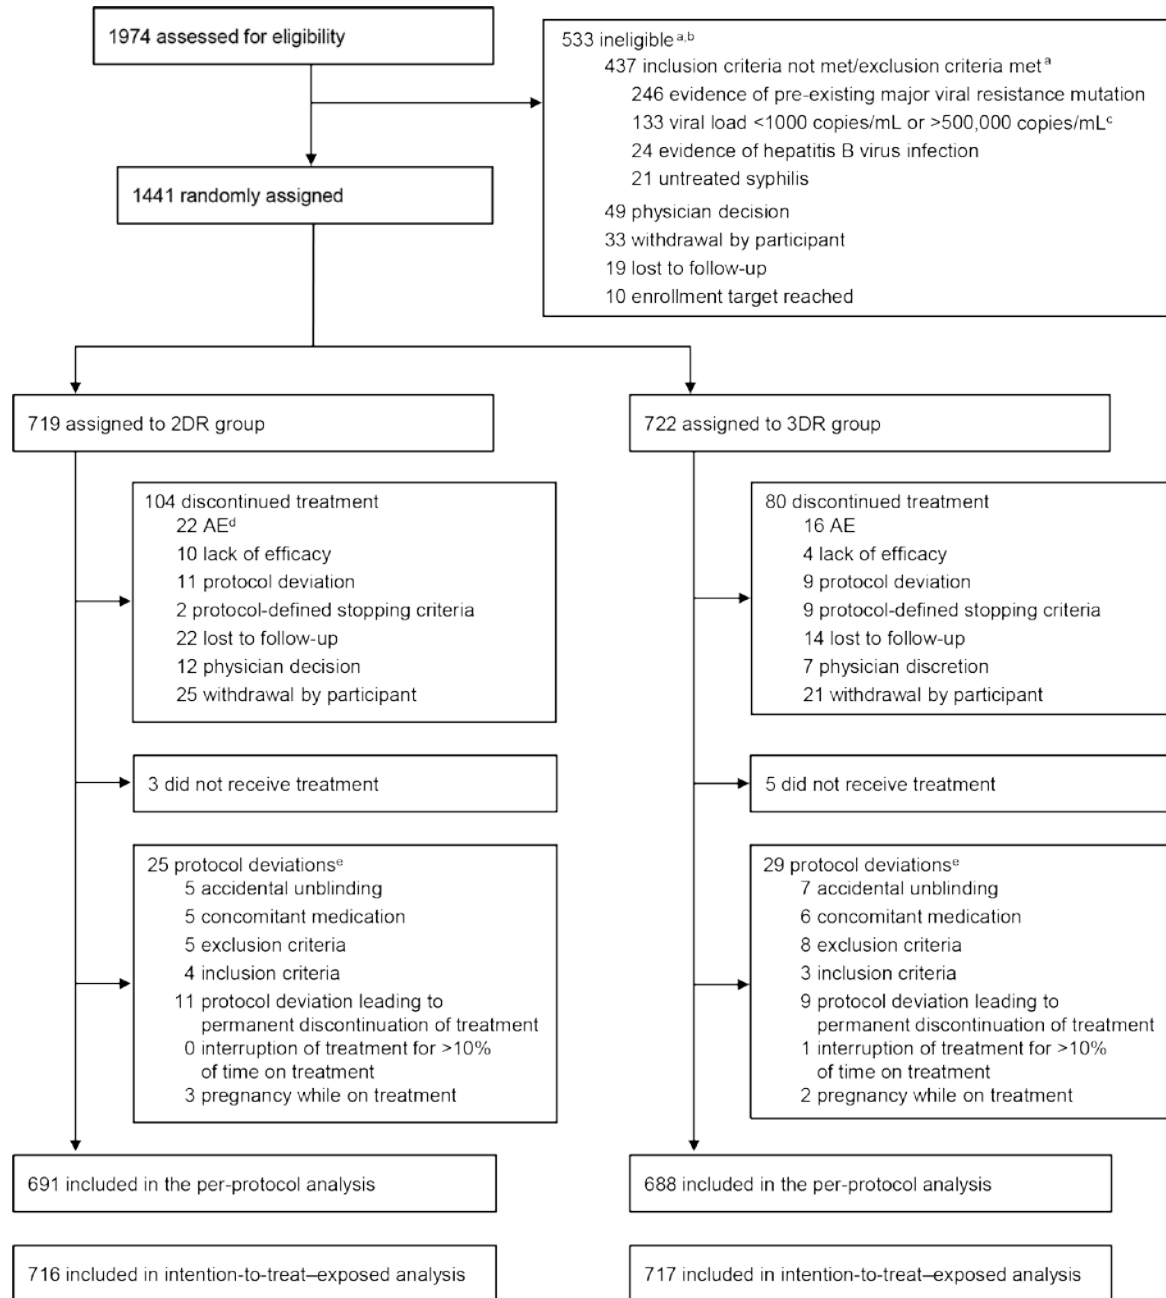 1974 assessed for eligibility
533 ineligibleᵃ,ᵇ
437 inclusion criteria not met/exclusion criteria metᵃ
246 evidence of pre-existing major viral resistance mutation
133 viral load <1000 copies/mL or >500,000 copies/mLᶜ
24 evidence of hepatitis B virus infection
21 untreated syphilis
49 physician decision
33 withdrawal by participant
19 lost to follow-up
10 enrollment target reached
1441 randomly assigned
719 assigned to 2DR group
104 discontinued treatment
22 AEᵈ
10 lack of efficacy
11 protocol deviation
2 protocol-defined stopping criteria
22 lost to follow-up
12 physician decision
25 withdrawal by participant
3 did not receive treatment
25 protocol deviationsᵉ
5 accidental unblinding
5 concomitant medication
5 exclusion criteria
4 inclusion criteria
11 protocol deviation leading to
permanent discontinuation of treatment
0 interruption of treatment for >10%
of time on treatment
3 pregnancy while on treatment
691 included in the per-protocol analysis
716 included in intention-to-treat–exposed analysis
722 assigned to 3DR group
80 discontinued treatment
16 AE
4 lack of efficacy
9 protocol deviation
9 protocol-defined stopping criteria
14 lost to follow-up
7 physician discretion
21 withdrawal by participant
5 did not receive treatment
29 protocol deviationsᵉ
7 accidental unblinding
6 concomitant medication
8 exclusion criteria
3 inclusion criteria
9 protocol deviation leading to
permanent discontinuation of treatment
1 interruption of treatment for >10%
of time on treatment
2 pregnancy while on treatment
688 included in the per-protocol analysis
717 included in intention-to-treat–exposed analysis